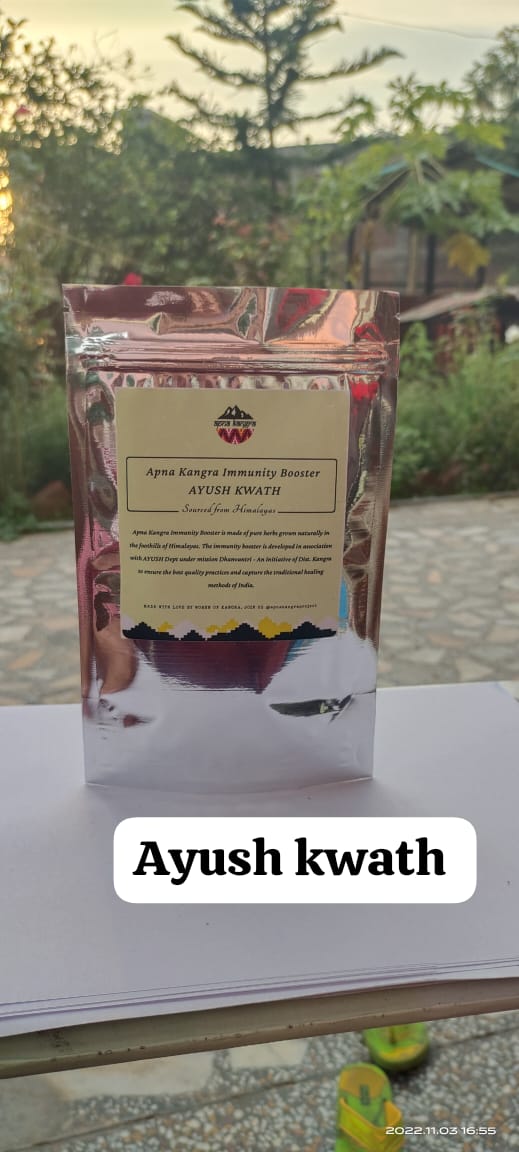 apna kangra
Apna Kangra Immunity Booster
AYUSH KWATH
Sourced from Himalayas
Apna Kangra Immunity Booster is made of pure herbs grown naturally in
the foothills of Himalayas. The immunity booster is developed in association
with AYUSH Dept under mission Dhanvantri - An Initiative of Dist. Kangra
to ensure the best quality practices and capture the traditional healing
methods of India.
MADE WITH LOVE BY WOMEN OF KANGRA, JOIN US @apnakangraproject
Ayush kwath
2022.11.03 16:55